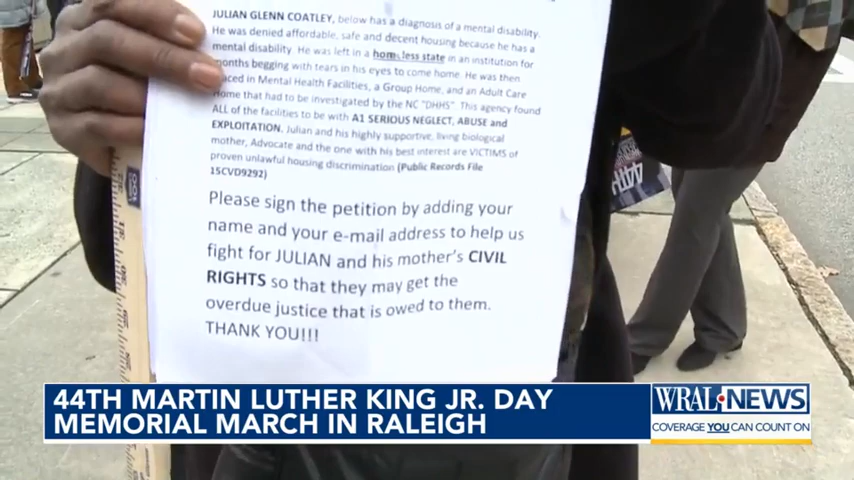 JULIAN GLENN COATLEY, below has a diagnosis of a mental disability.
He was denied affordable, safe and decent housing because he has a
mental disability. He was left in a homeless state in an institution for
months begging with tears in his eyes to come home. He was then
placed in Mental Health Facilities, a Group Home, and an Adult Care
Home that had to be investigated by the NC "DHHS" This agency found
ALL of the facilities to be with A1 SERIOUS NEGLECT, ABUSE and
EXPLOITATION. Julian and his highly supportive, living biological
mother, Advocate and the one with his best interest are VICTIMS of
proven unlawful housing discrimination (Public Records File
15CVD9292)
Please sign the petition by adding your
name and your e-mail address to help us
fight for JULIAN and his mother's CIVIL
RIGHTS so that they may get the
overdue justice that is owed to them.
THANK YOU!!!
44TH
44TH MARTIN LUTHER KING JR. DAY
MEMORIAL MARCH IN RALEIGH
WRAL NEWS
COVERAGE YOU CAN COUNT ON